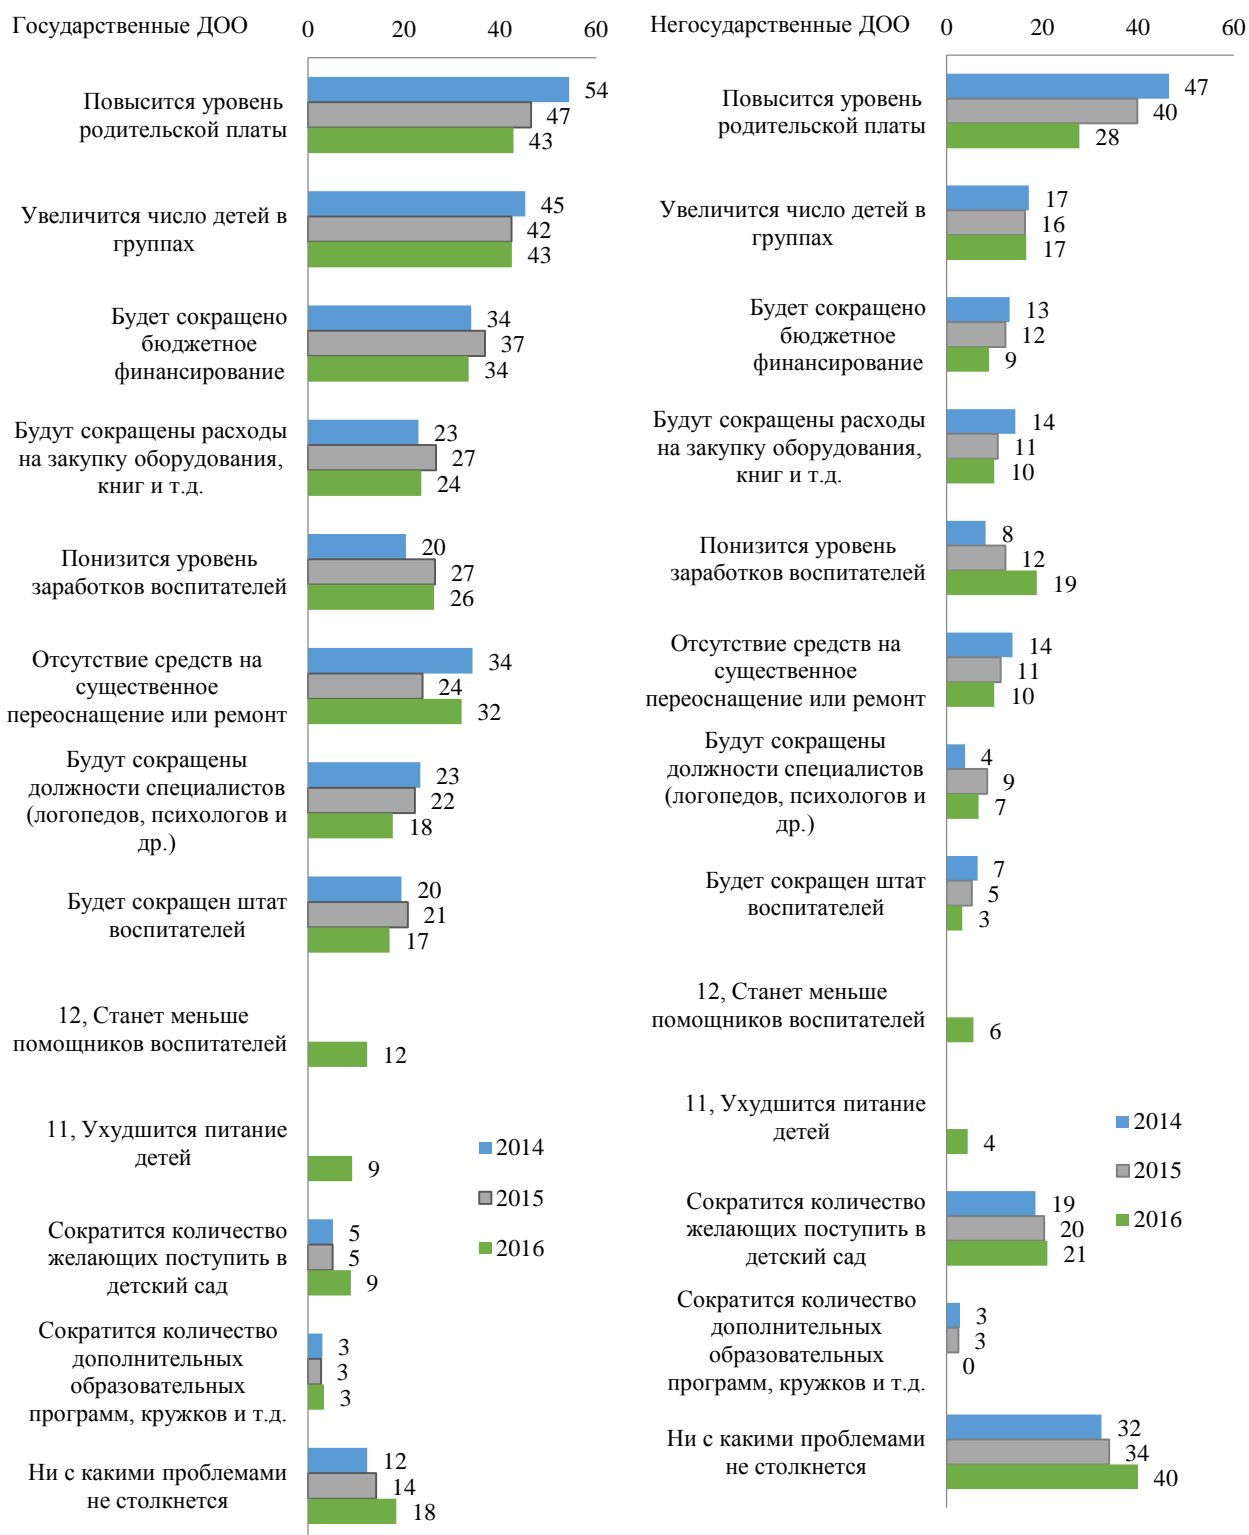 Государственные ДОО
0 20 40 60
Повысится уровень
родительской платы
54
47
43
Увеличится число детей в
группах
45
42
43
Будет сокращено
бюджетное
финансирование
34
37
34
Будут сокращены расходы
на закупку оборудования,
книг и т.д.
23
27
24
Понизится уровень
заработков воспитателей
20
27
26
Отсутствие средств на
существенное
переоснащение или ремонт
34
24
32
Будут сокращены
должности специалистов
(логопедов, психологов и
др.)
23
22
18
Будет сокращен штат
воспитателей
20
21
17
12, Станет меньше
помощников воспитателей
12
11, Ухудшится питание
детей
9
Сократится количество
желающих поступить в
детский сад
5
5
9
Сократится количество
дополнительных
образовательных
программ, кружков и т.д.
3
3
3
Ни с какими проблемами
не столкнется
12
14
18
2014
2015
2016
Негосударственные ДОО
0 20 40 60
Повысится уровень
родительской платы
47
40
28
Увеличится число детей в
группах
17
16
17
Будет сокращено
бюджетное
финансирование
13
12
9
Будут сокращены расходы
на закупку оборудования,
книг и т.д.
14
11
10
Понизится уровень
заработков воспитателей
8
12
19
Отсутствие средств на
существенное
переоснащение или ремонт
14
11
10
Будут сокращены
должности специалистов
(логопедов, психологов и
др.)
4
9
7
Будет сокращен штат
воспитателей
7
5
3
12, Станет меньше
помощников воспитателей
6
11, Ухудшится питание
детей
4
Сократится количество
желающих поступить в
детский сад
19
20
21
Сократится количество
дополнительных
образовательных
программ, кружков и т.д.
3
3
0
Ни с какими проблемами
не столкнется
32
34
40
2014
2015
2016